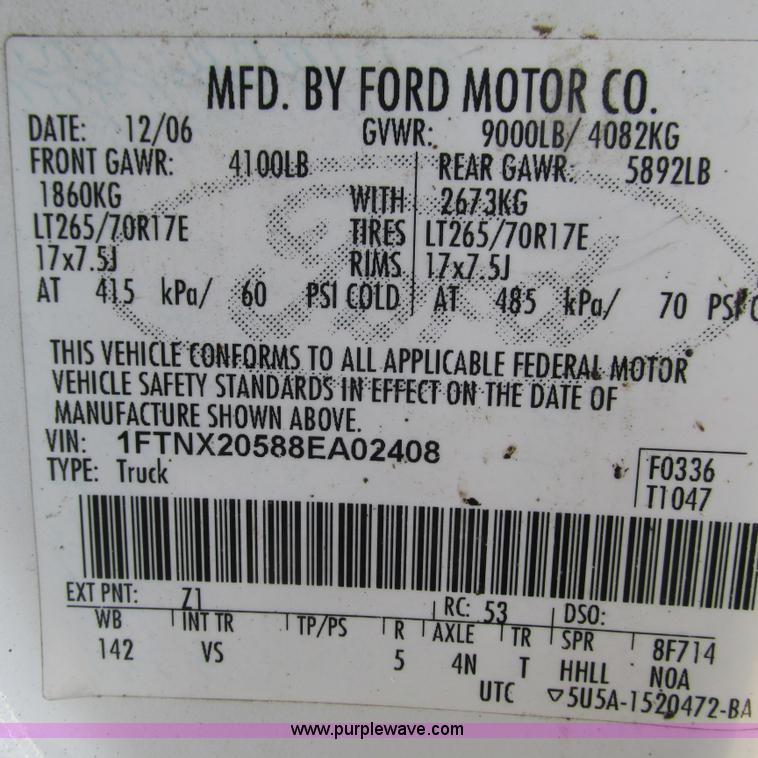 MFD. BY FORD MOTOR CO.
DATE: 12/06 GVWR: 9000LB/ 4082KG
FRONT GAWR: 4100LB REAR GAWR: 5892LB
1860KG WITH 2673KG
LT265/70R17E TIRES LT265/70R17E
17x7.5J RIMS 17x7.5J
AT 415 kPa/ 60 PSI COLD AT 485 kPa/ 70 PSI C
THIS VEHICLE CONFORMS TO ALL APPLICABLE FEDERAL MOTOR
VEHICLE SAFETY STANDARDS IN EFFECT ON THE DATE OF
MANUFACTURE SHOWN ABOVE.
VIN: 1FTNX20588EA02408
TYPE: Truck
F0336
T1047
EXT PNT: Z1 RC: 53 DSO:
WB INT TR TP/PS R AXLE TR SPR 8F714
142 VS 5 4N T HHLL NOA
UTC ▽5U5A-1520472-BA
Ford
www.purplewave.com